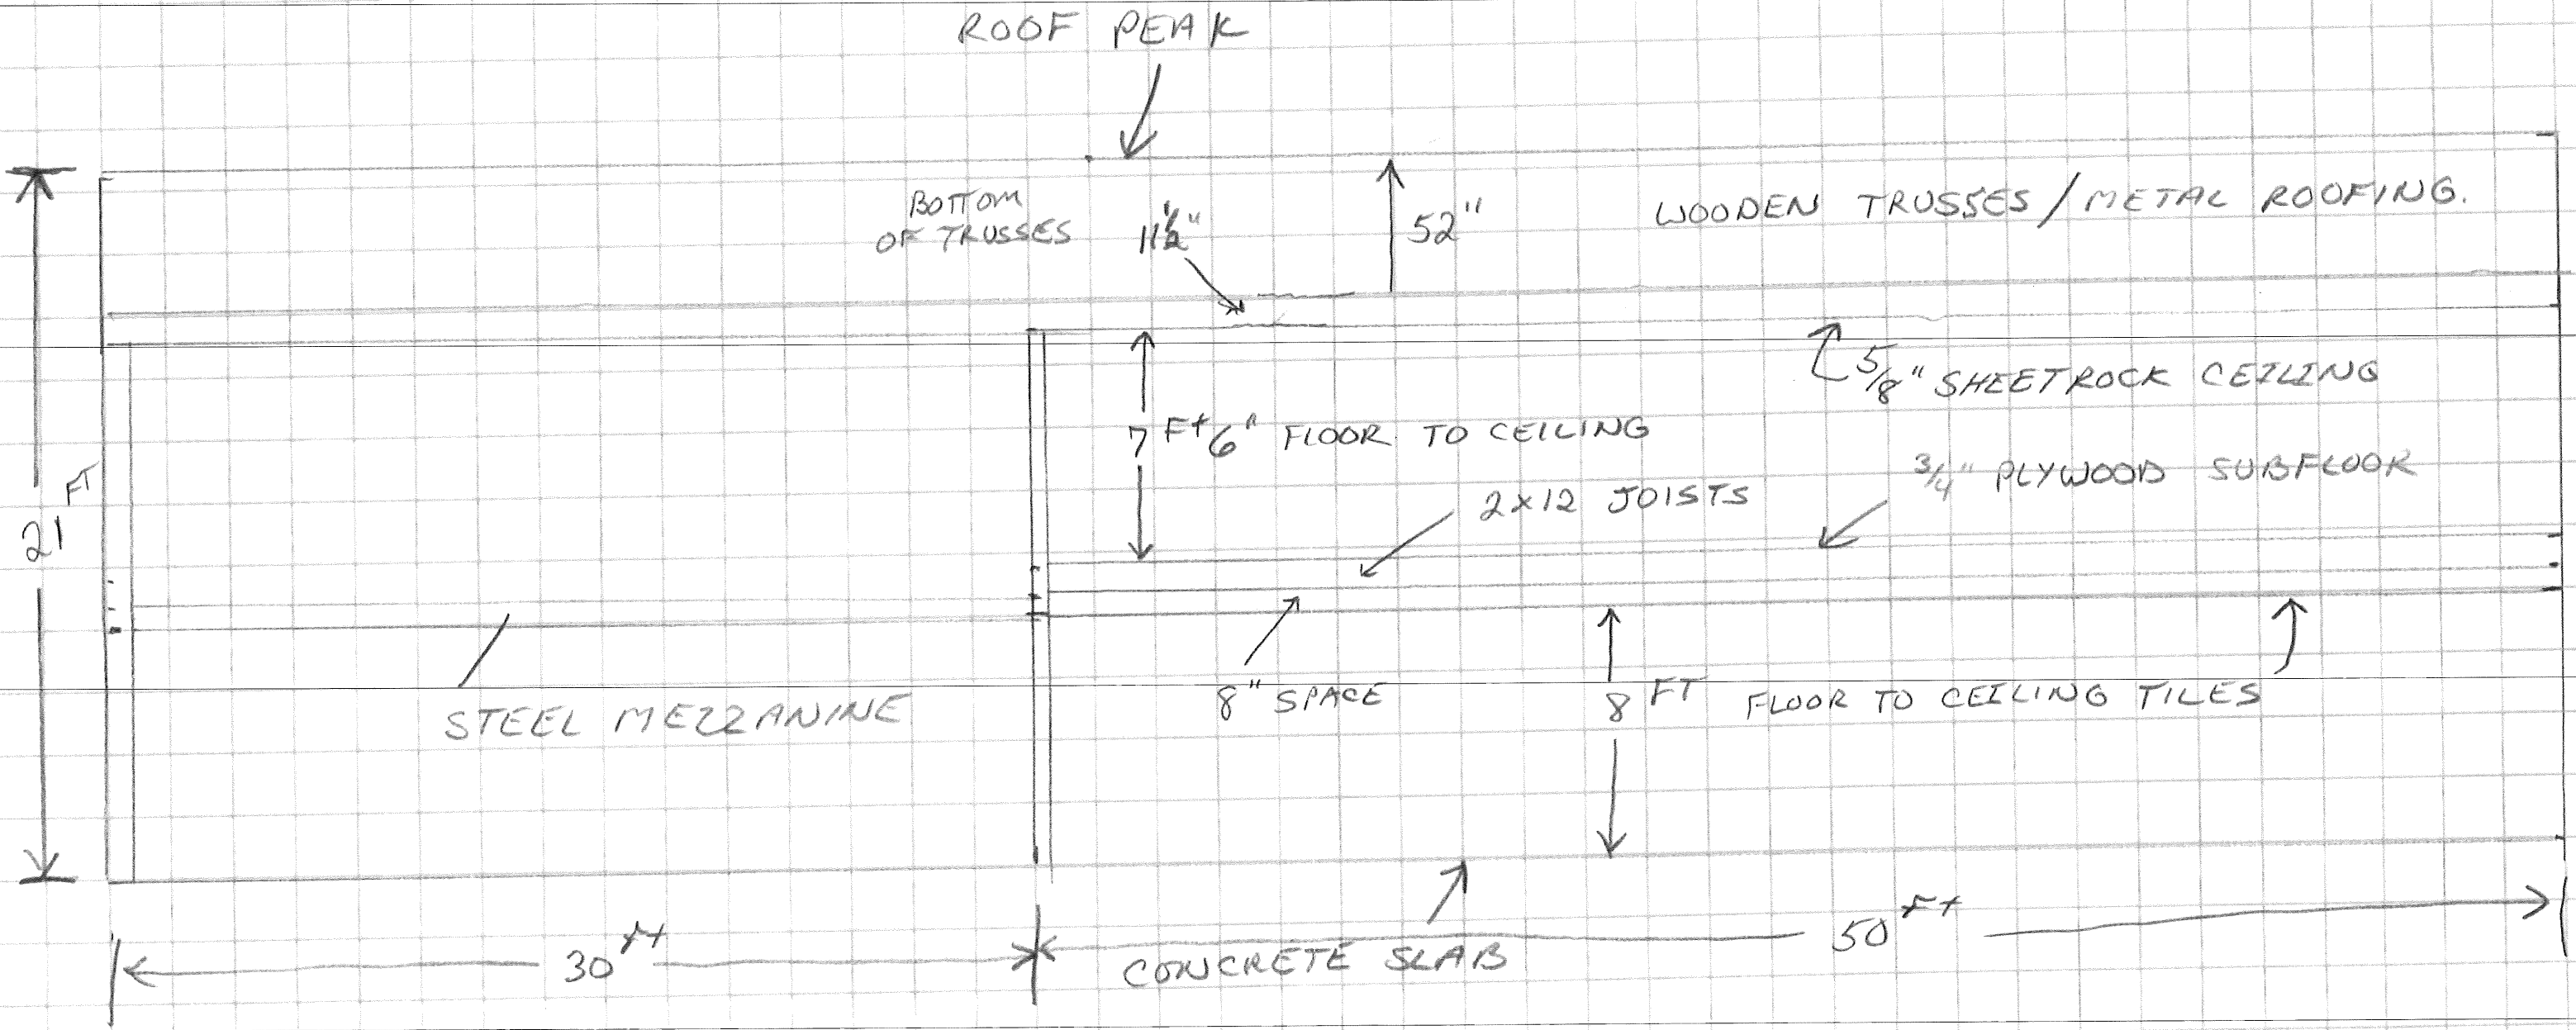 ROOF PEAK
BOTTOM
OF TRUSSES
11½"
52"
WOODEN TRUSSES/METAL ROOFING.
5/8" SHEETROCK CEILING
7 Ft 6" FLOOR TO CEILING
21 FT
2x12 JOISTS
3/4" PLYWOOD SUBFLOOR
STEEL MEZZANINE
8" SPACE
8 FT FLOOR TO CEILING TILES
30 Ft
CONCRETE SLAB
50 Ft